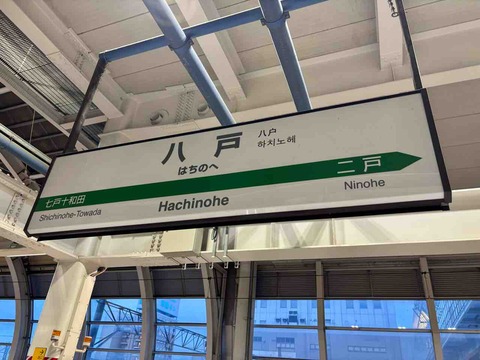 八戸
はちのへ
八户
하치노헤
七戸十和田
Shichinohe-Towada
Hachinohe
二戸
Ninohe